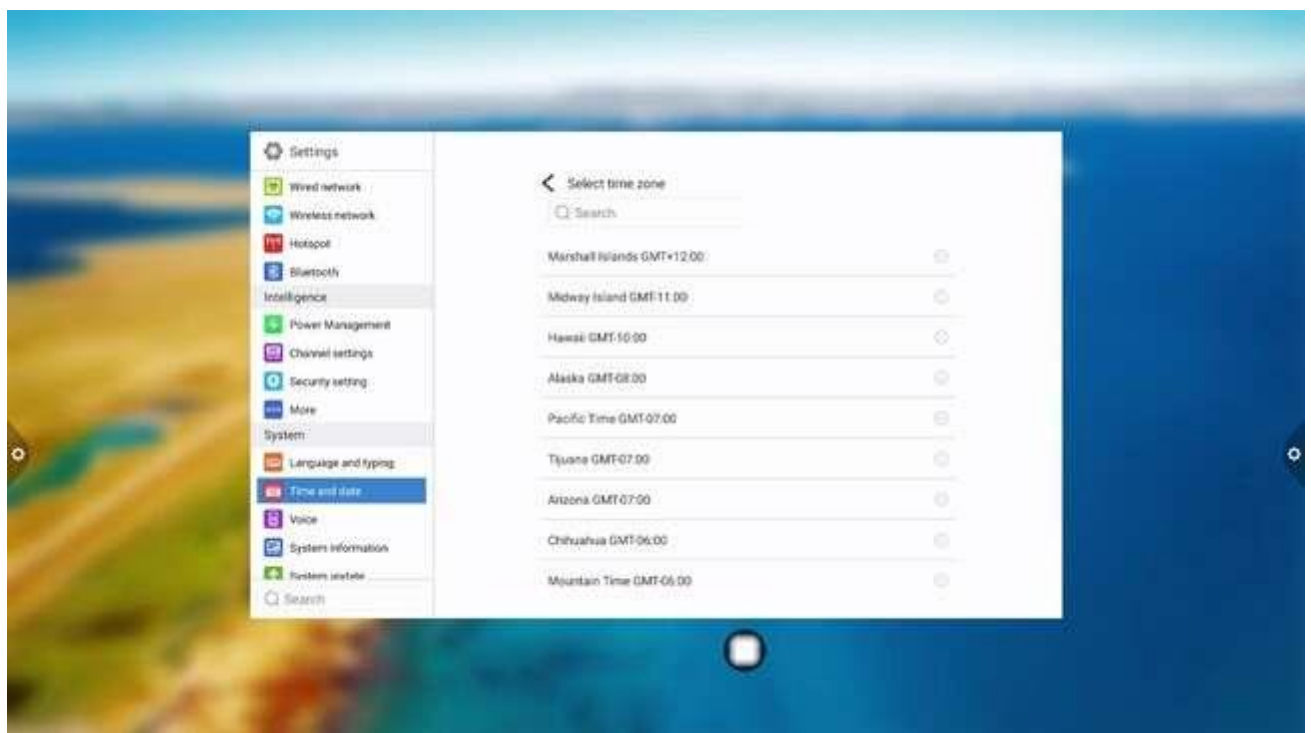 Settings
Wired network
Wireless network
Hotspot
Bluetooth
Intelligence
Power Management
Channel settings
Security setting
More
System
Language and typing
Time and date
Voice
System information
System update
Search
Select time zone
Search
Marshall Islands GMT+12:00
Midway Island GMT-11:00
Hawaii GMT-10:00
Alaska GMT-08:00
Pacific Time GMT-07:00
Tijuana GMT-07:00
Arizona GMT-07:00
Chihuahua GMT-06:00
Mountain Time GMT-06:00